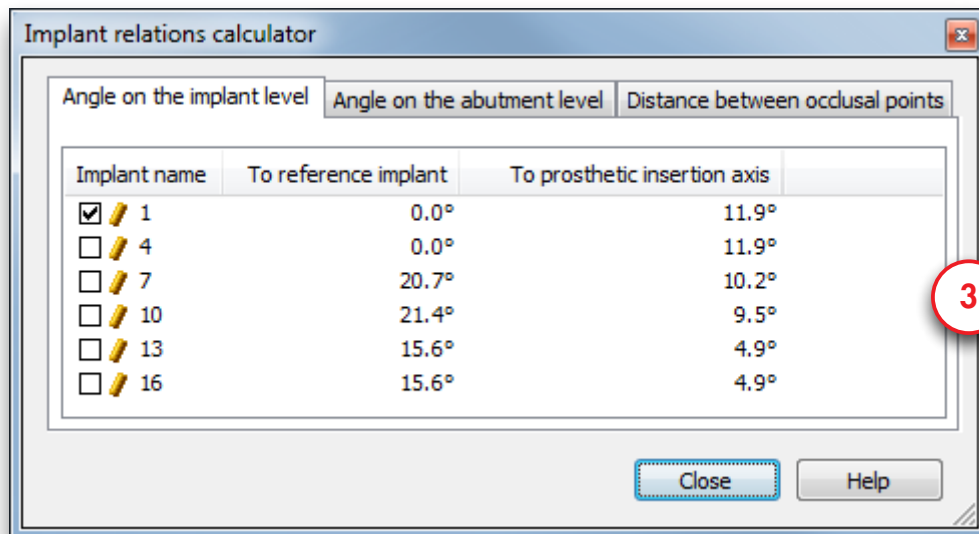 Implant relations calculator
Angle on the implant level Angle on the abutment level Distance between occlusal points
Implant name To reference implant To prosthetic insertion axis
1 0.0° 11.9°
4 0.0° 11.9°
7 20.7° 10.2°
10 21.4° 9.5°
13 15.6° 4.9°
16 15.6° 4.9°
3
Close Help